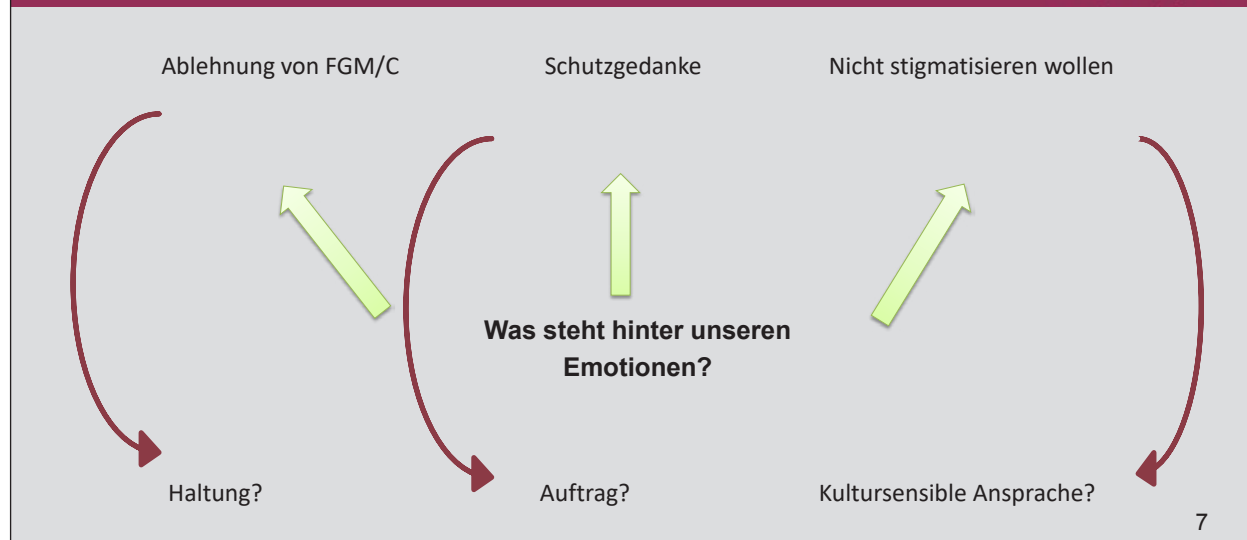 Ablehnung von FGM/C
Schutzgedanke
Nicht stigmatisieren wollen
Was steht hinter unseren
Emotionen?
Haltung?
Auftrag?
Kultursensible Ansprache?
7